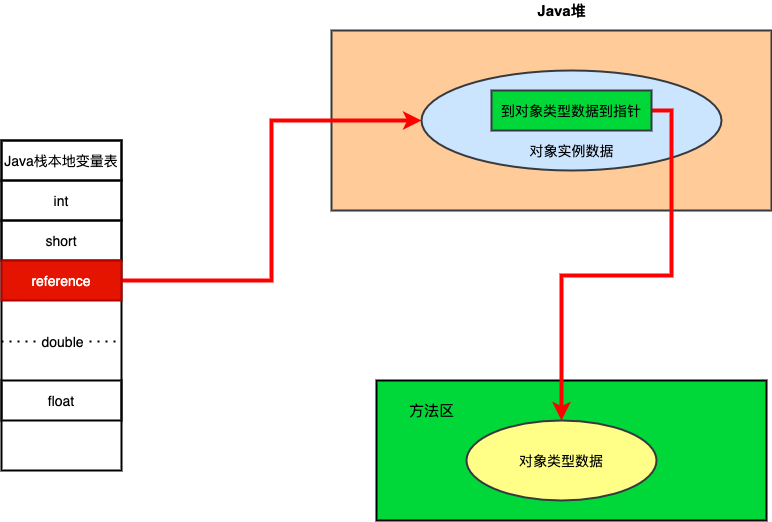 Java堆
到对象类型数据到指针
对象实例数据
Java栈本地变量表
int
short
reference
double
float
方法区
对象类型数据